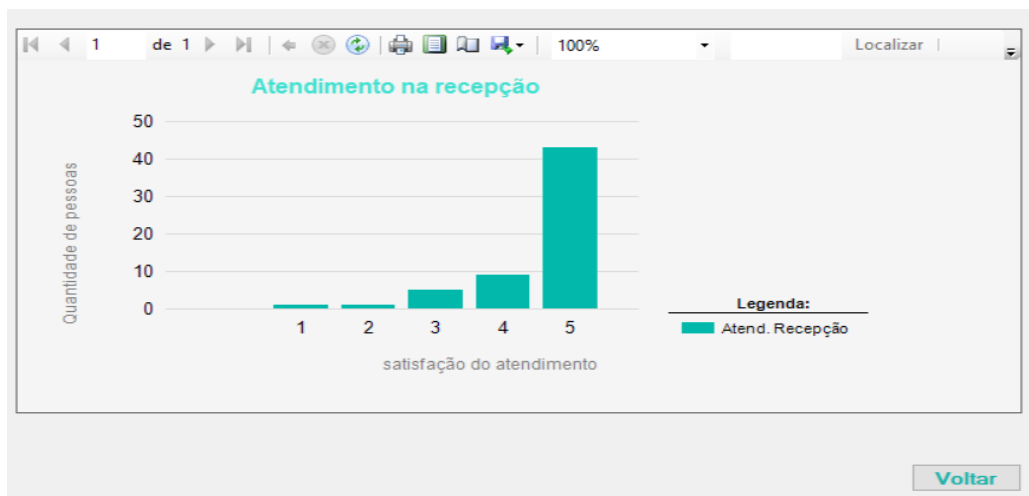 1 de 1 100% Localizar
Atendimento na recepção
50
40
30
20
10
0
Quantidade de pessoas
1 2 3 4 5
satisfação do atendimento
Legenda:
Atend. Recepção
Voltar